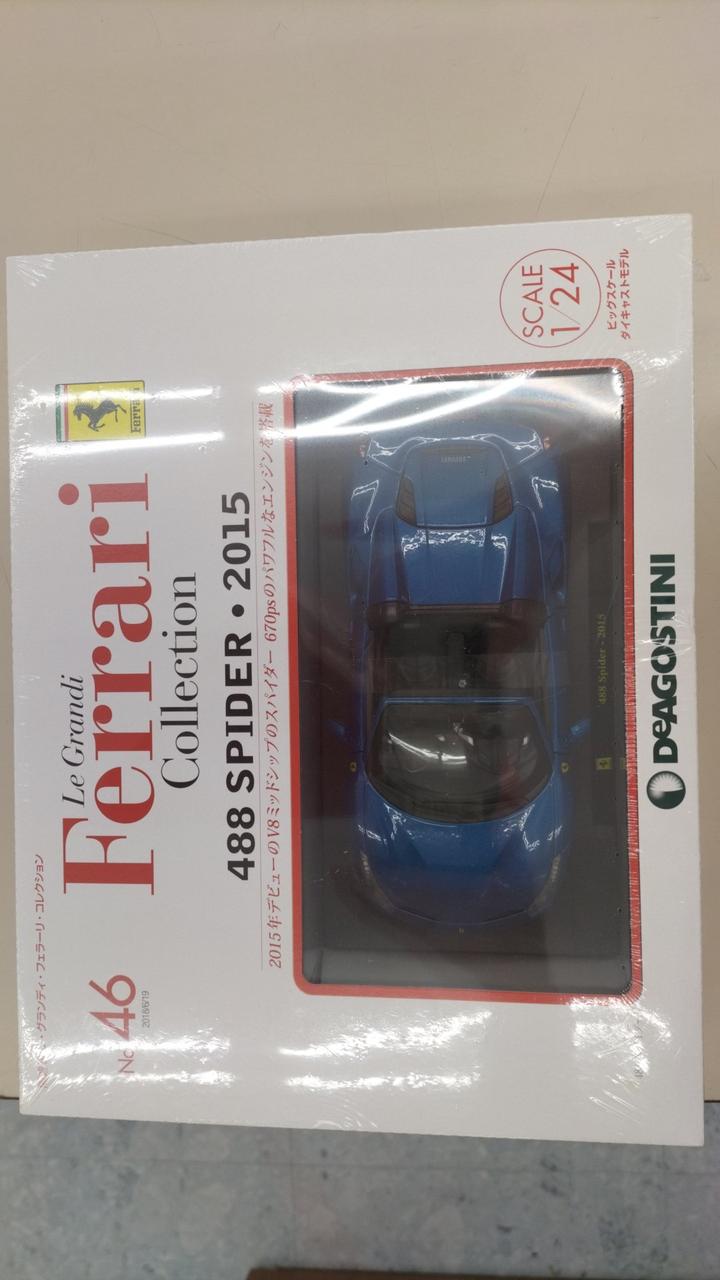 グランディ・フェラーリ・コレクション
No.46
2018/6/19
Le Grandi
Ferrari
Collection
Ferrari
488 SPIDER • 2015
2015年デビューのV8ミッドシップのスパイダー 670psのパワフルなエンジンを搭載
SCALE
1/24
ビッグスケール
ダイキャストモデル
488 Spider - 2015
DeAGOSTINI